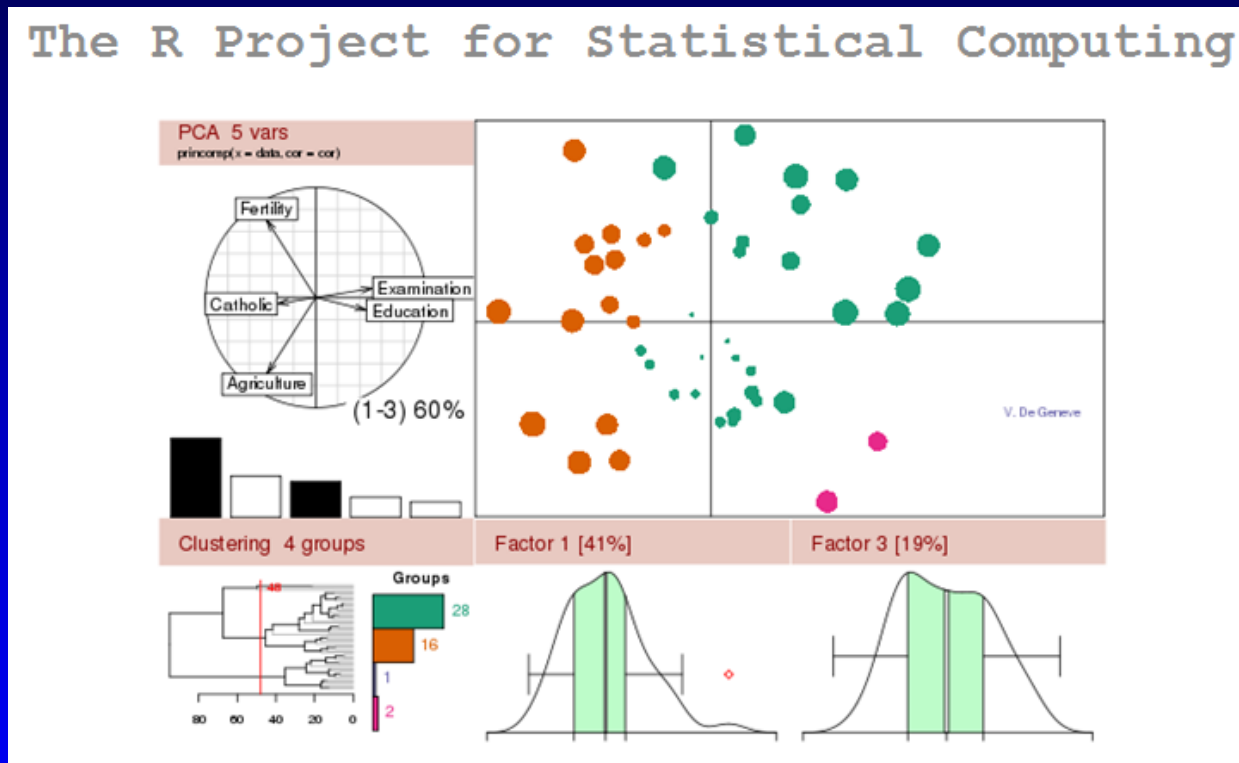 The R Project for Statistical Computing
PCA 5 vars
princomp(x = data, cor = cor)
Fertility
Catholic
Examination
Education
Agriculture
(1-3) 60%
V. De Geneve
Clustering 4 groups
Factor 1 [41%]
Factor 3 [19%]
48
Groups
28
16
1
2
80 60 40 20 0